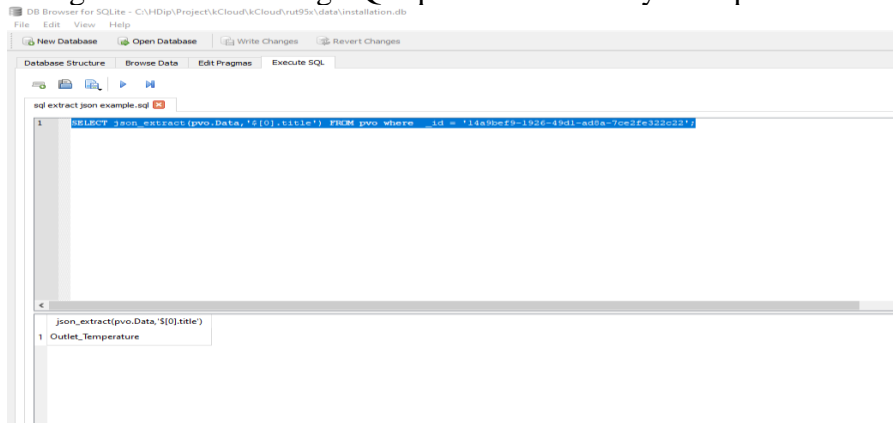 DB Browser for SQLite - C:\HDip\Project\kCloud\kCloud\rut95x\data\installation.db
File Edit View Help
New Database Open Database Write Changes Revert Changes
Database Structure Browse Data Edit Pragmas Execute SQL
sql extract json example.sql
1 SELECT json_extract(pvo.Data,'$[0].title') FROM pvo where _id = '14a9bef9-1926-49d1-ad8a-7ce2fe322c22';
json_extract(pvo.Data,'$[0].title')
1 Outlet_Temperature